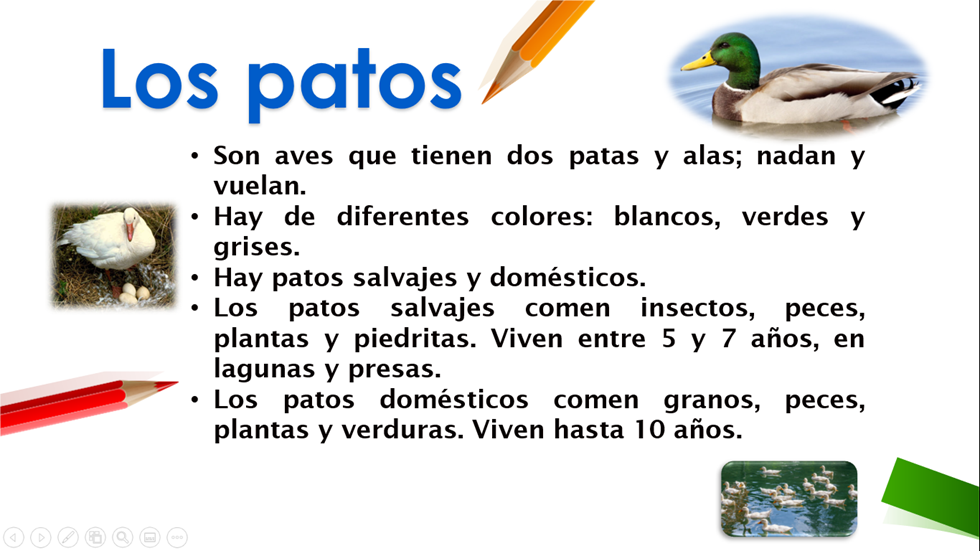 Los patos
• Son aves que tienen dos patas y alas; nadan y
vuelan.
• Hay de diferentes colores: blancos, verdes y
grises.
• Hay patos salvajes y domésticos.
• Los patos salvajes comen insectos, peces,
plantas y piedritas. Viven entre 5 y 7 años, en
lagunas y presas.
• Los patos domésticos comen granos, peces,
plantas y verduras. Viven hasta 10 años.